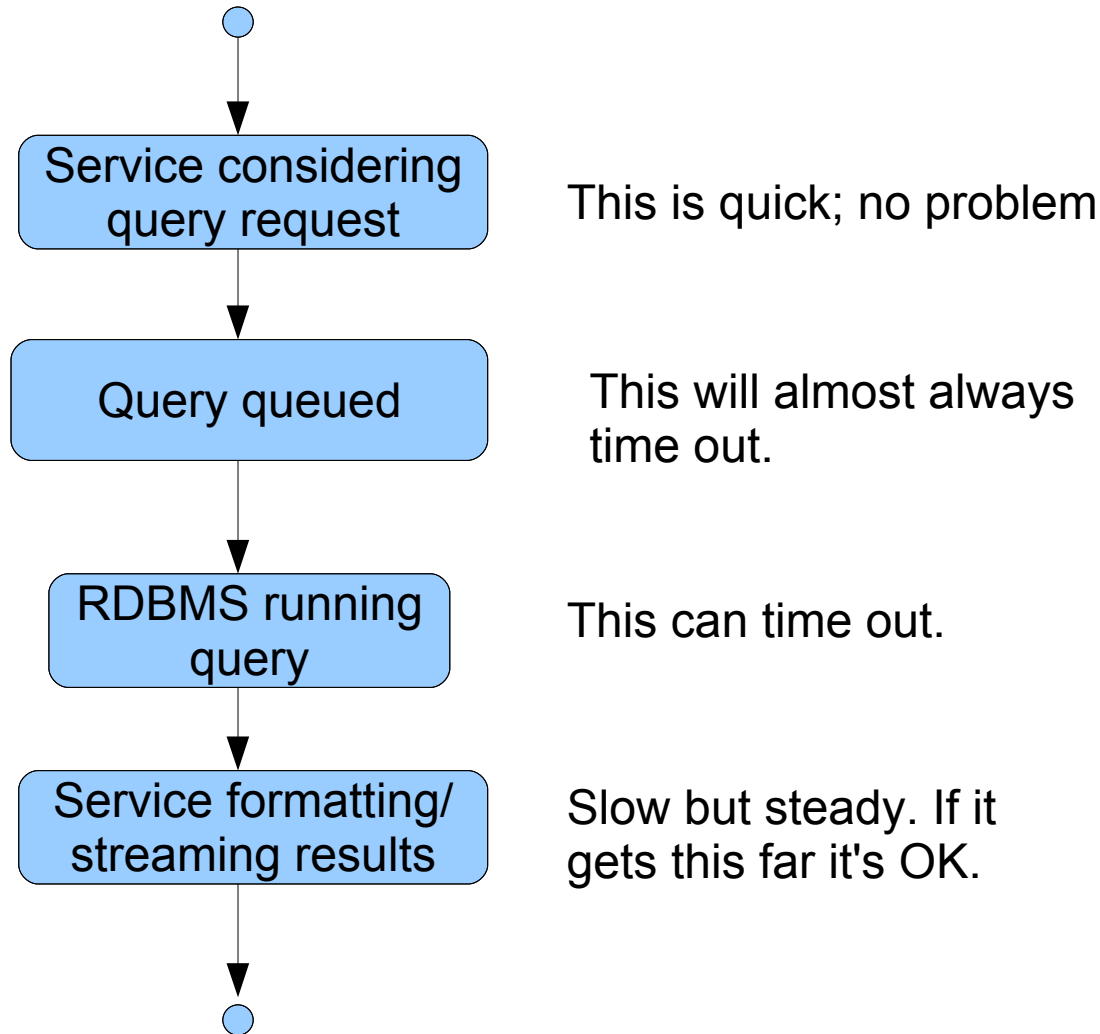 Service considering
query request
This is quick; no problem
Query queued
This will almost always
time out.
RDBMS running
query
This can time out.
Service formatting/
streaming results
Slow but steady. If it
gets this far it's OK.